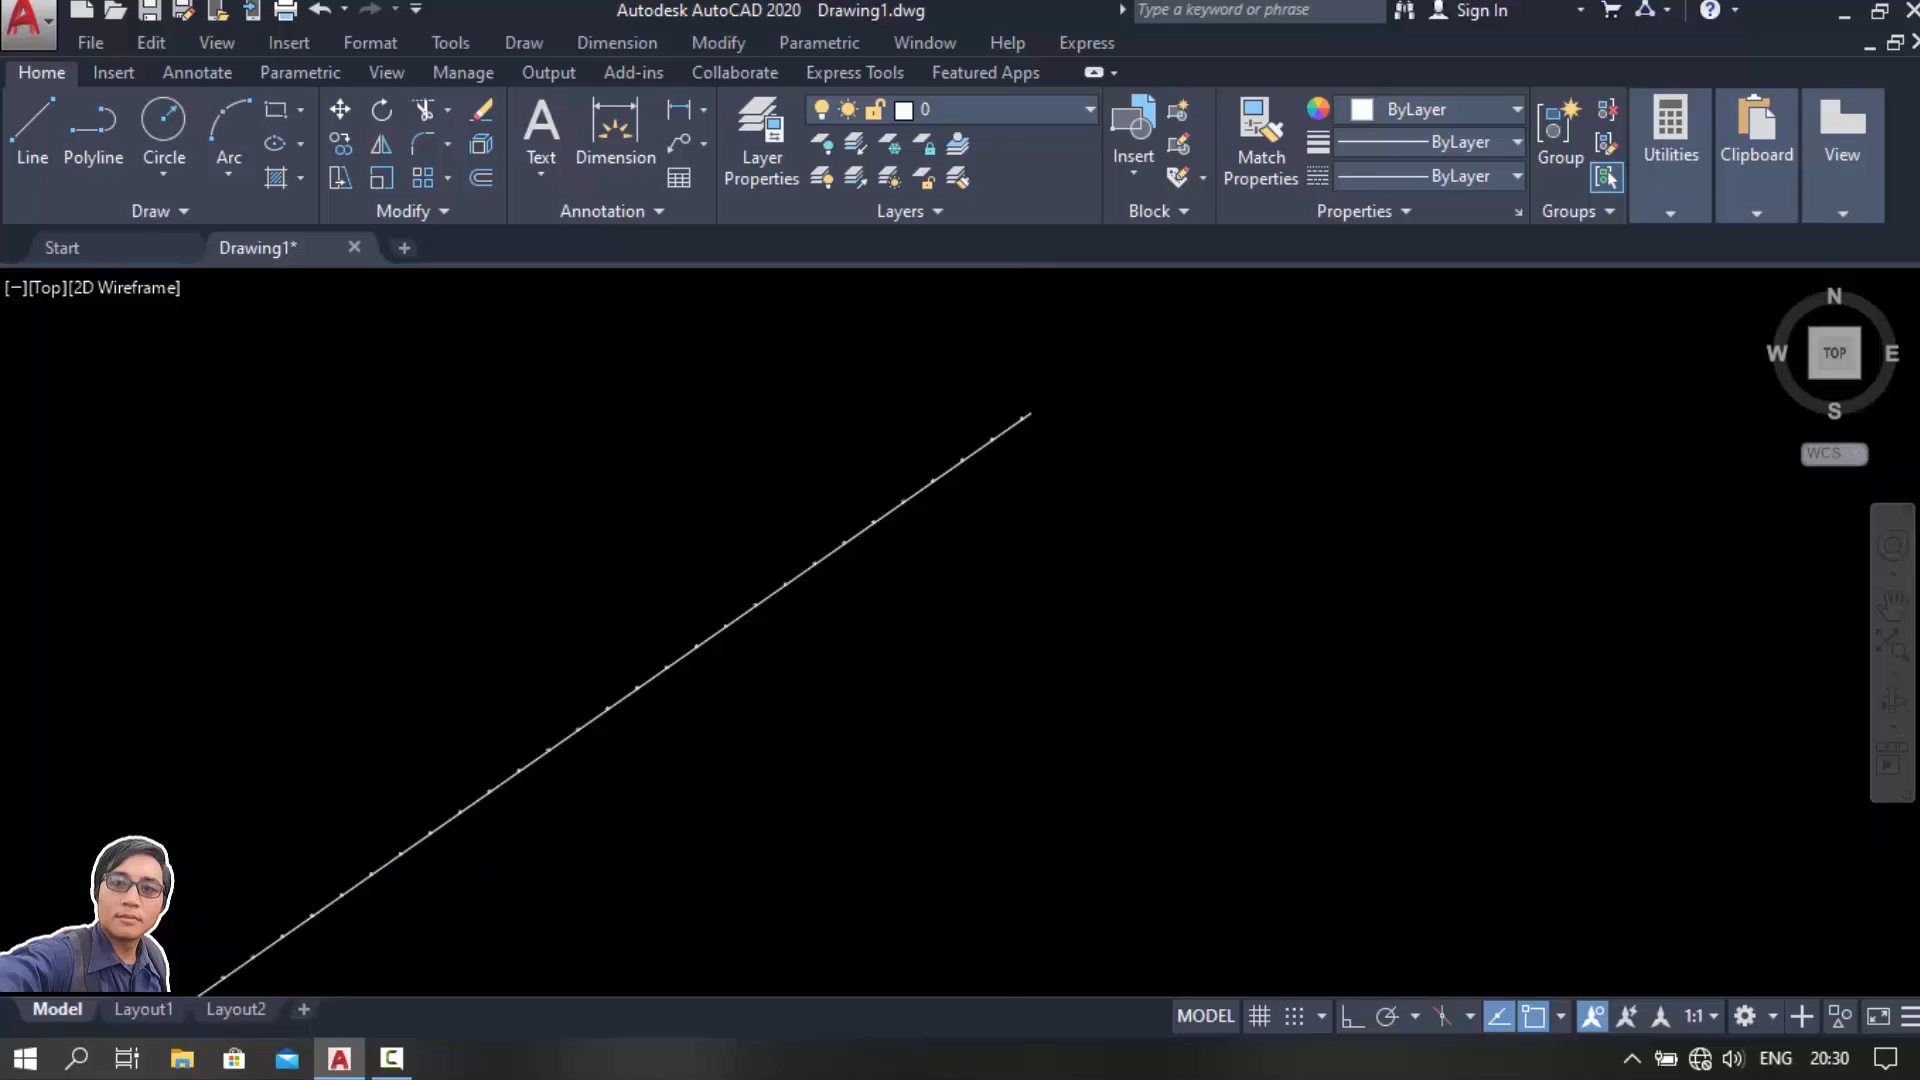 Autodesk AutoCAD 2020 Drawing1.dwg
Type a keyword or phrase
Sign In
File Edit View Insert Format Tools Draw Dimension Modify Parametric Window Help Express
Home Insert Annotate Parametric View Manage Output Add-ins Collaborate Express Tools Featured Apps
0
ByLayer
ByLayer
ByLayer
Line Polyline Circle Arc
Text Dimension
Layer
Properties
Insert
Match
Properties
Group
Utilities
Clipboard
View
Draw Modify Annotation Layers Block Properties Groups
Start Drawing1*
[−][Top][2D Wireframe]
N
W TOP E
S
WCS
Model Layout1 Layout2
MODEL 1:1
ENG 20:30